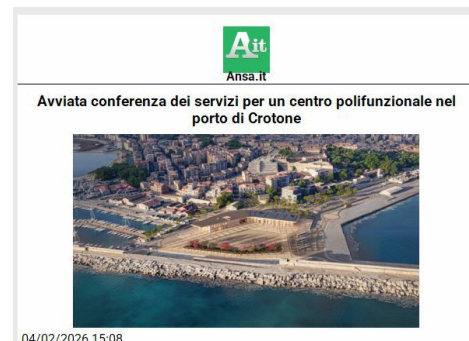 Ait
Ansa.it
Avviata conferenza dei servizi per un centro polifunzionale nel
porto di Crotone
04/02/2026 15:08